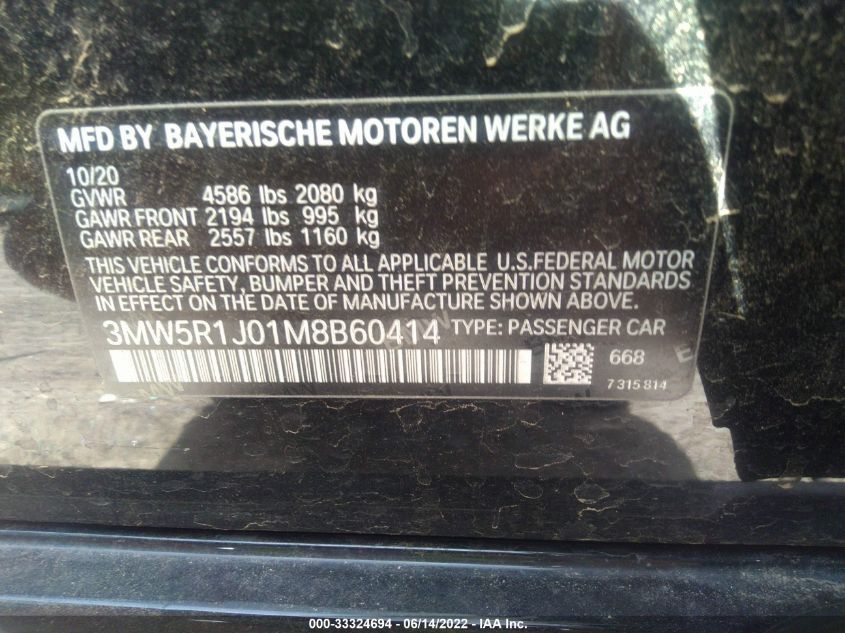 MFD BY BAYERISCHE MOTOREN WERKE AG
10/20
GVWR 4586 lbs 2080 kg
GAWR FRONT 2194 lbs 995 kg
GAWR REAR 2557 lbs 1160 kg
THIS VEHICLE CONFORMS TO ALL APPLICABLE U.S.FEDERAL MOTOR
VEHICLE SAFETY, BUMPER AND THEFT PREVENTION STANDARDS
IN EFFECT ON THE DATE OF MANUFACTURE SHOWN ABOVE.
3MW5R1J01M8B60414 TYPE: PASSENGER CAR
668
7 315 814
000-33324694 - 06/14/2022 - IAA Inc.